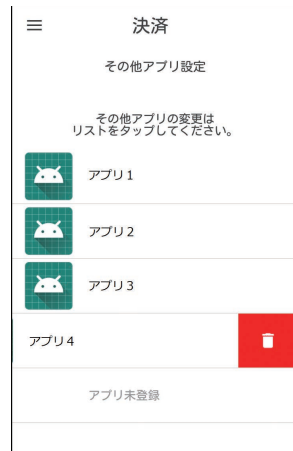 決済
その他アプリ設定
その他アプリの変更は
リストをタップしてください。
アプリ1
アプリ2
アプリ3
アプリ4
アプリ未登録